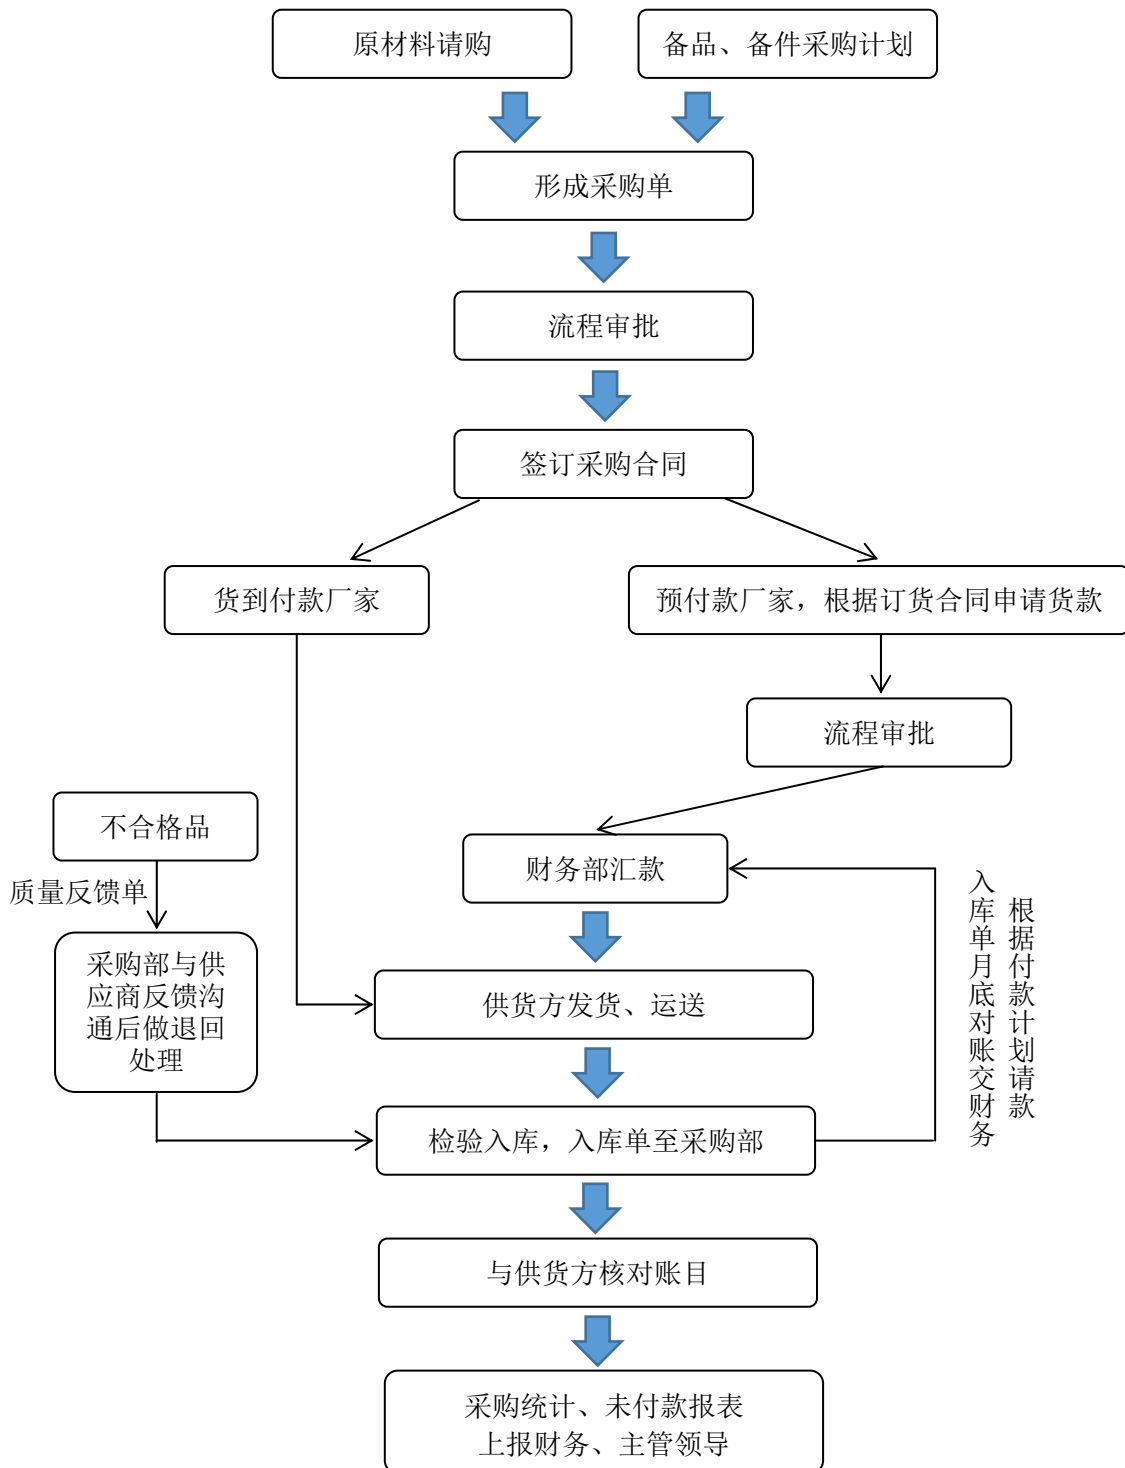 原材料请购
备品、备件采购计划
形成采购单
流程审批
签订采购合同
货到付款厂家
预付款厂家，根据订货合同申请货款
流程审批
不合格品
财务部汇款
质量反馈单
根据付款计划请款
入库单月底对账交财务
采购部与供
应商反馈沟
通后做退回
处理
供货方发货、运送
检验入库，入库单至采购部
与供货方核对账目
采购统计、未付款报表
上报财务、主管领导